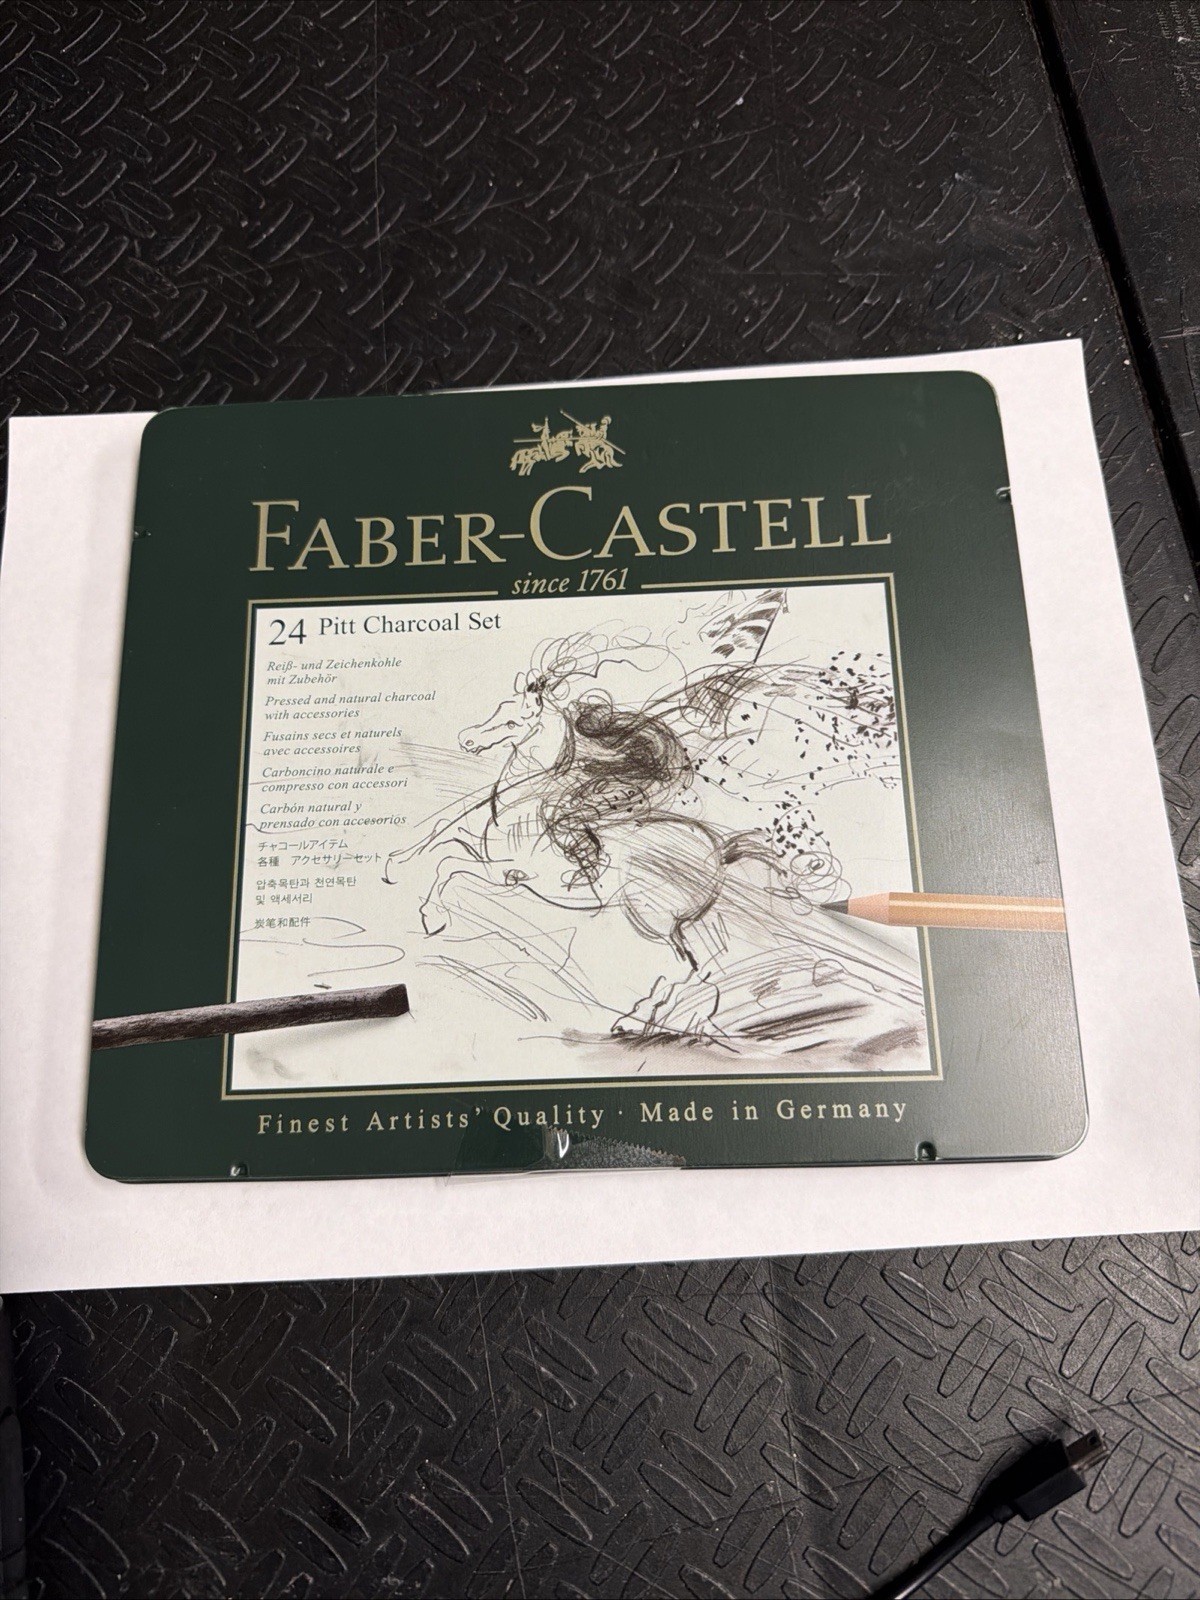 FABER-CASTELL
since 1761
24 Pitt Charcoal Set
Reiß- und Zeichenkohle
mit Zubehör
Pressed and natural charcoal
with accessories
Fusains secs et naturels
avec accessoires
Carboncino naturale e
compresso con accessori
Carbón natural y
prensado con accesorios
チャコールアイテム
各種 アクセサリーセット
압축목탄과 천연목탄
및 액세서리
炭笔和配件
Finest Artists' Quality · Made in Germany